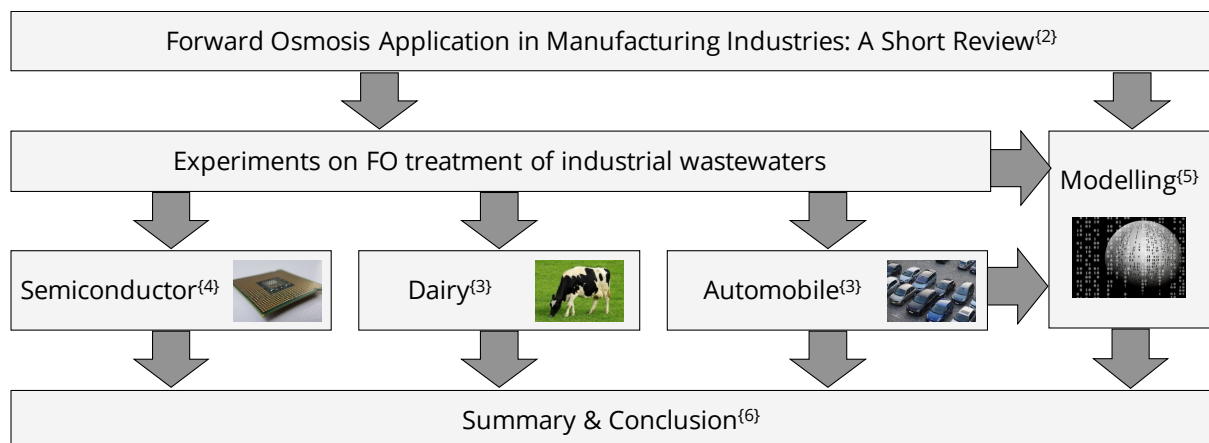 Forward Osmosis Application in Manufacturing Industries: A Short Review{2}
Experiments on FO treatment of industrial wastewaters
Modelling{5}
Semiconductor{4}
Dairy{3}
Automobile{3}
Summary & Conclusion{6}